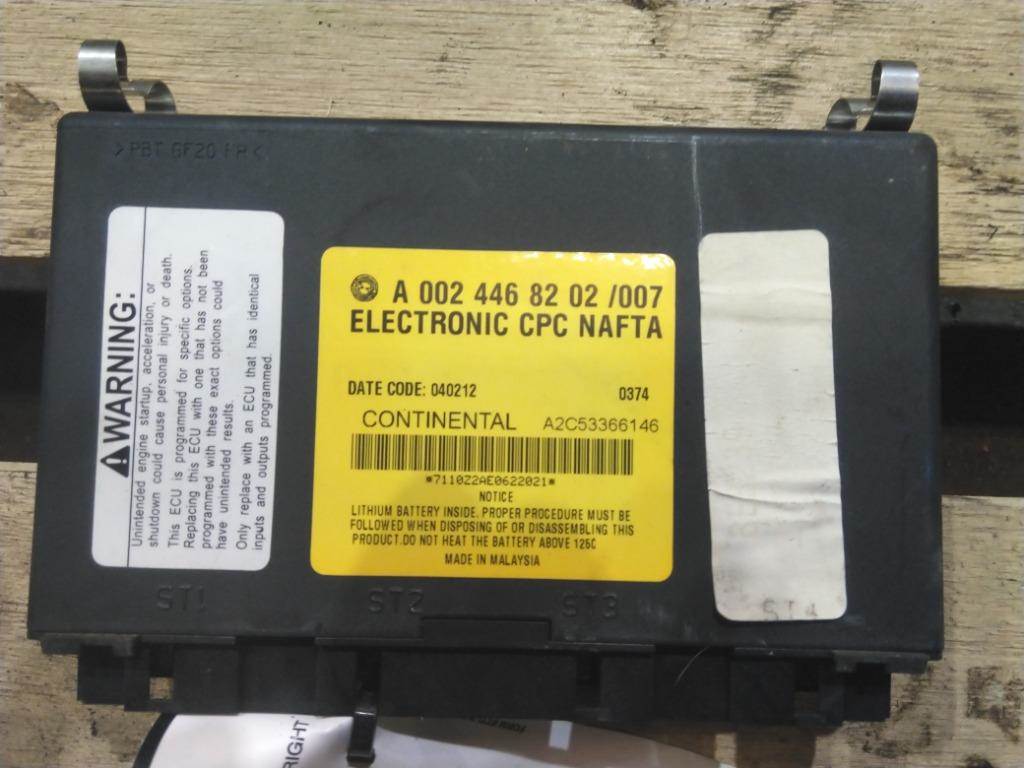 >PBT GF20 FR<
WARNING:
Unintended engine startup, acceleration, or
shutdown could cause personal injury or death.
This ECU is programmed for specific options.
Replacing this ECU with one that has not been
programmed with these exact options could
have unintended results.
Only replace with an ECU that has identical
inputs and outputs programmed.
A 002 446 82 02 /007
ELECTRONIC CPC NAFTA
DATE CODE: 040212 0374
CONTINENTAL A2C53366146
*7110Z2AE0622021*
NOTICE
LITHIUM BATTERY INSIDE. PROPER PROCEDURE MUST BE
FOLLOWED WHEN DISPOSING OF OR DISASSEMBLING THIS
PRODUCT.DO NOT HEAT THE BATTERY ABOVE 125C
MADE IN MALAYSIA
ST1 ST2 ST3 ST4
RIGHT